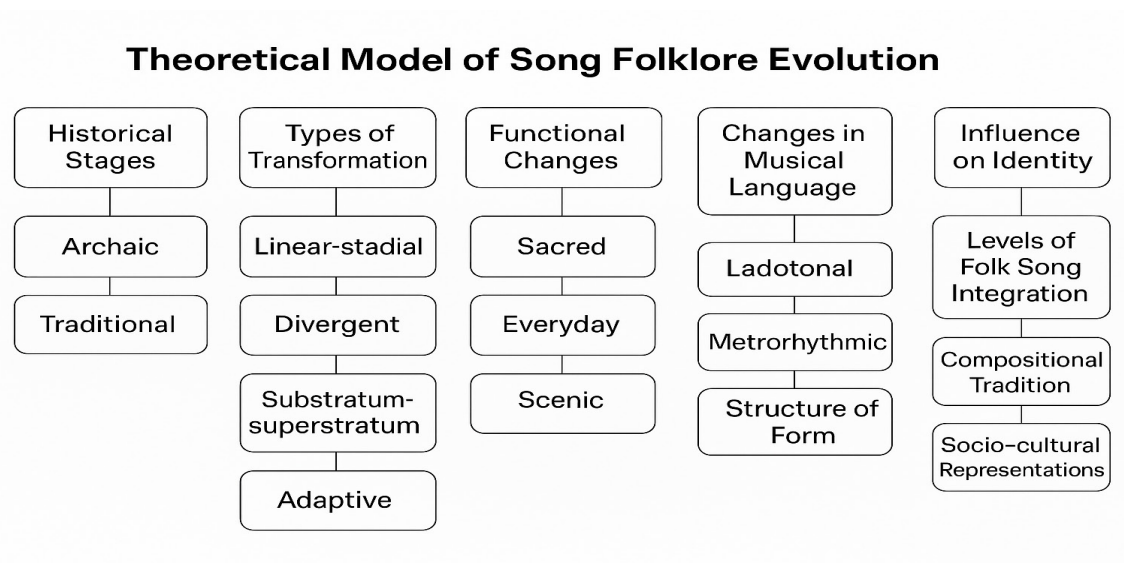 Theoretical Model of Song Folklore Evolution
Historical
Stages
Archaic
Traditional
Types of
Transformation
Linear-stadial
Divergent
Substratum-
superstratum
Adaptive
Functional
Changes
Sacred
Everyday
Scenic
Changes in
Musical
Language
Ladotonal
Metrorhythmic
Structure of
Form
Influence
on Identity
Levels of
Folk Song
Integration
Compositional
Tradition
Socio-cultural
Representations